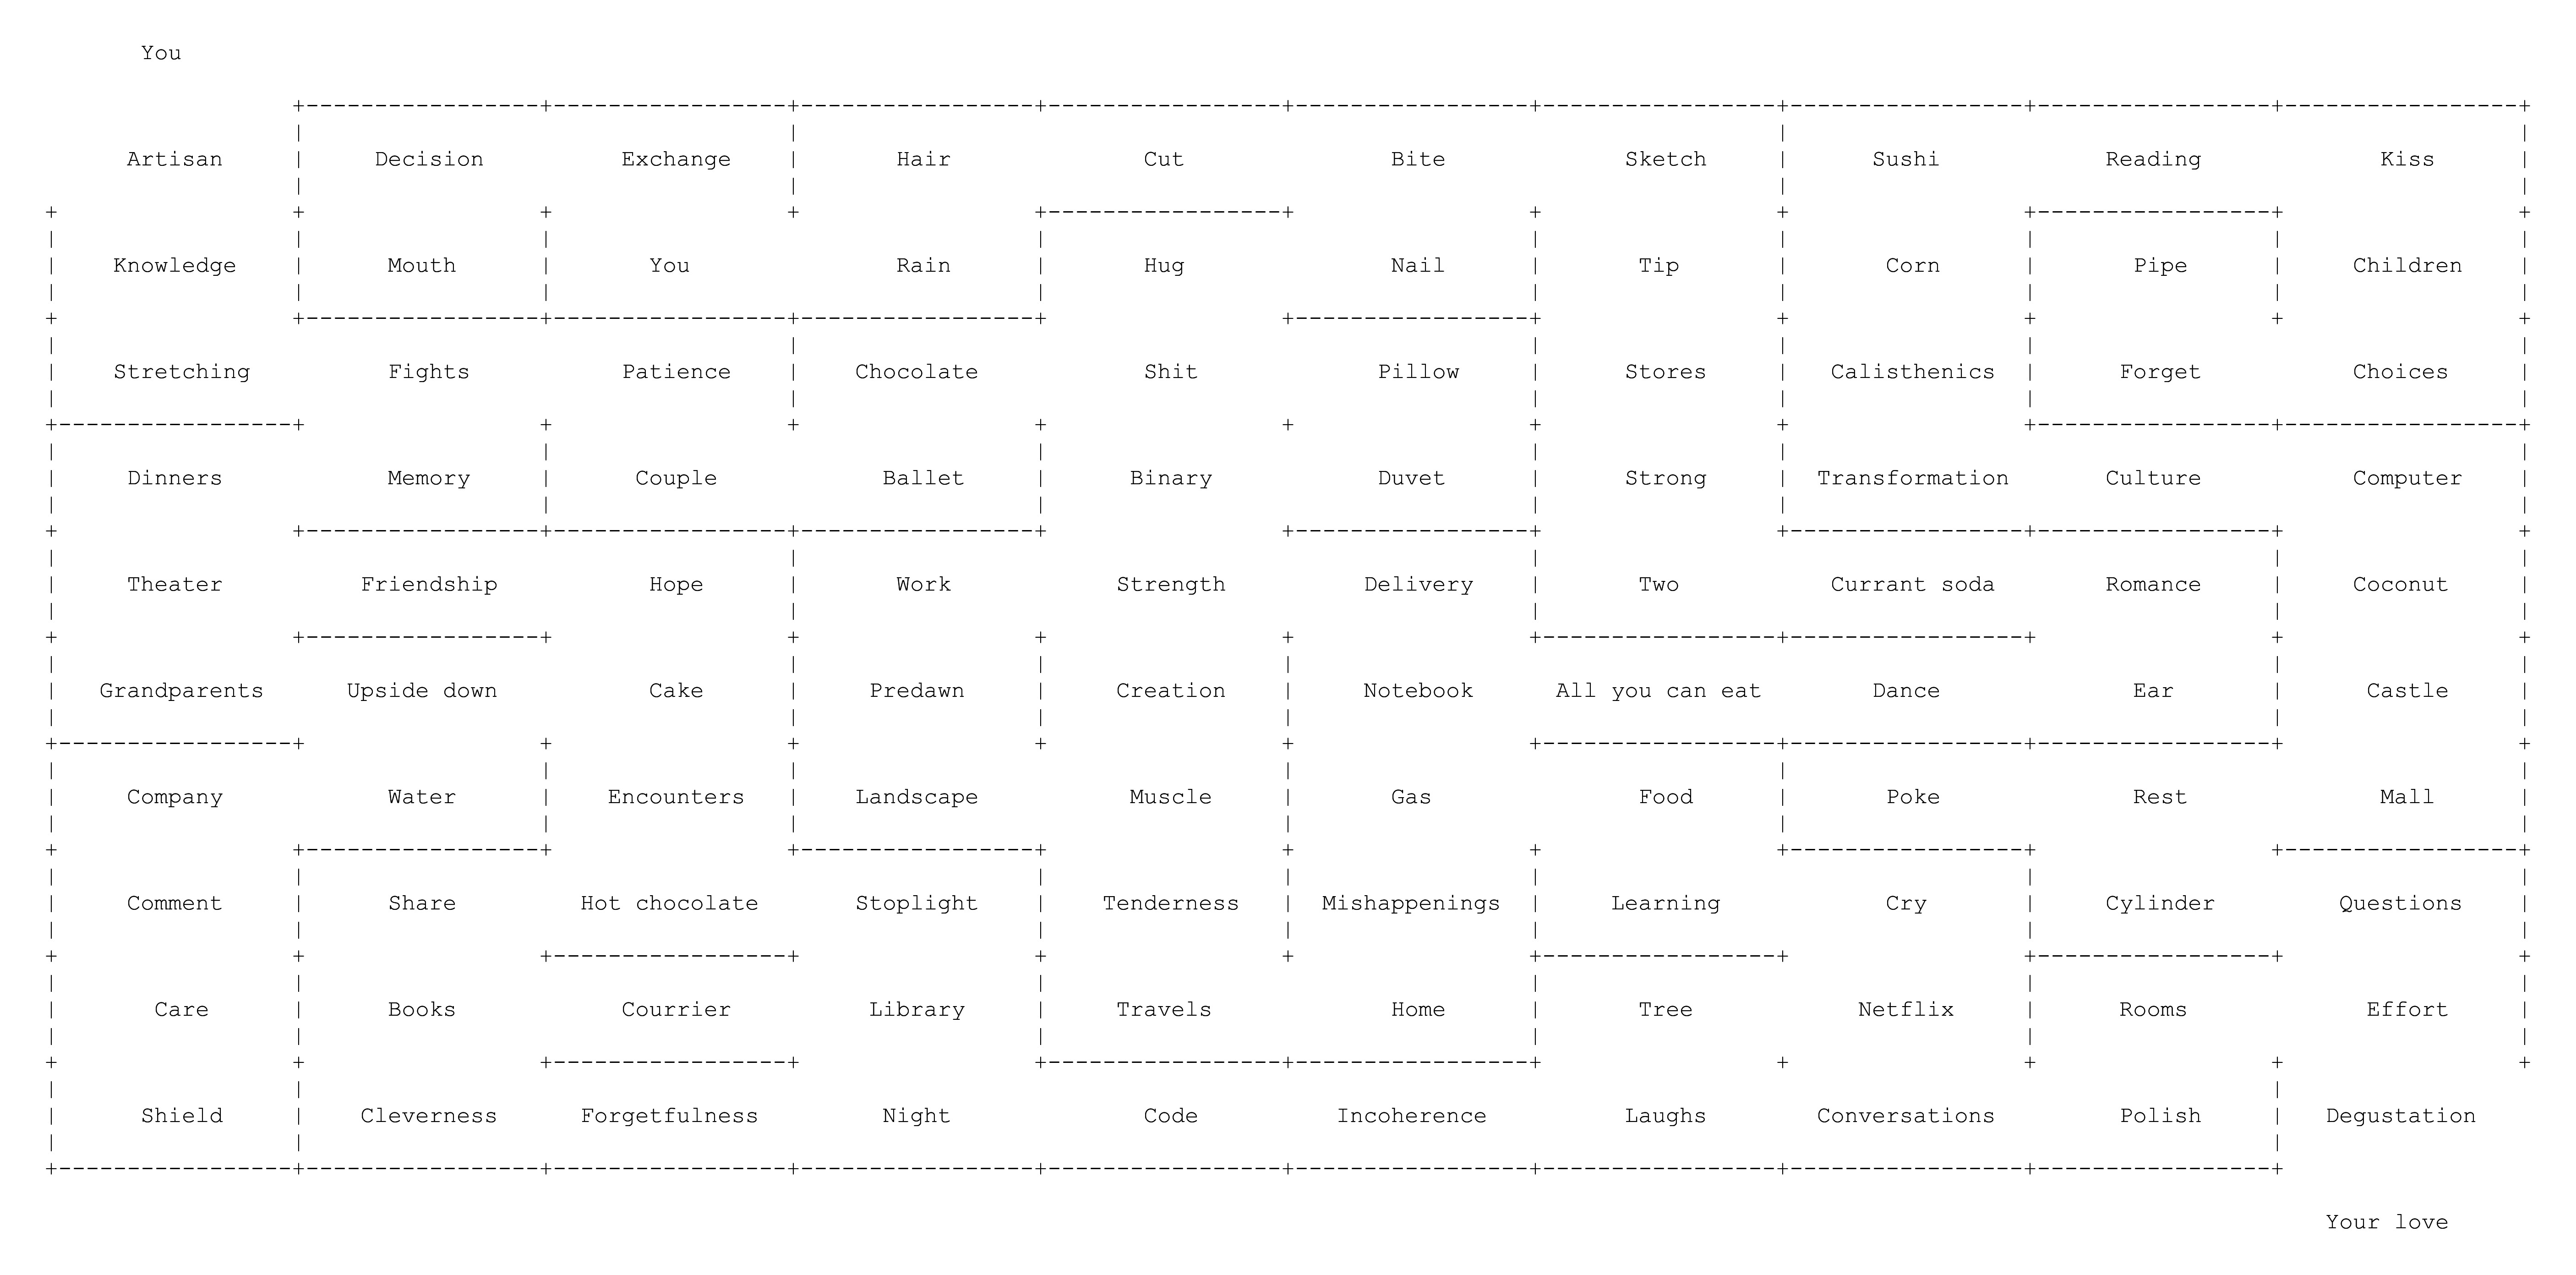 You
Artisan Decision Exchange Hair Cut Bite Sketch Sushi Reading Kiss
Knowledge Mouth You Rain Hug Nail Tip Corn Pipe Children
Stretching Fights Patience Chocolate Shit Pillow Stores Calisthenics Forget Choices
Dinners Memory Couple Ballet Binary Duvet Strong Transformation Culture Computer
Theater Friendship Hope Work Strength Delivery Two Currant soda Romance Coconut
Grandparents Upside down Cake Predawn Creation Notebook All you can eat Dance Ear Castle
Company Water Encounters Landscape Muscle Gas Food Poke Rest Mall
Comment Share Hot chocolate Stoplight Tenderness Mishappenings Learning Cry Cylinder Questions
Care Books Courrier Library Travels Home Tree Netflix Rooms Effort
Shield Cleverness Forgetfulness Night Code Incoherence Laughs Conversations Polish Degustation
Your love